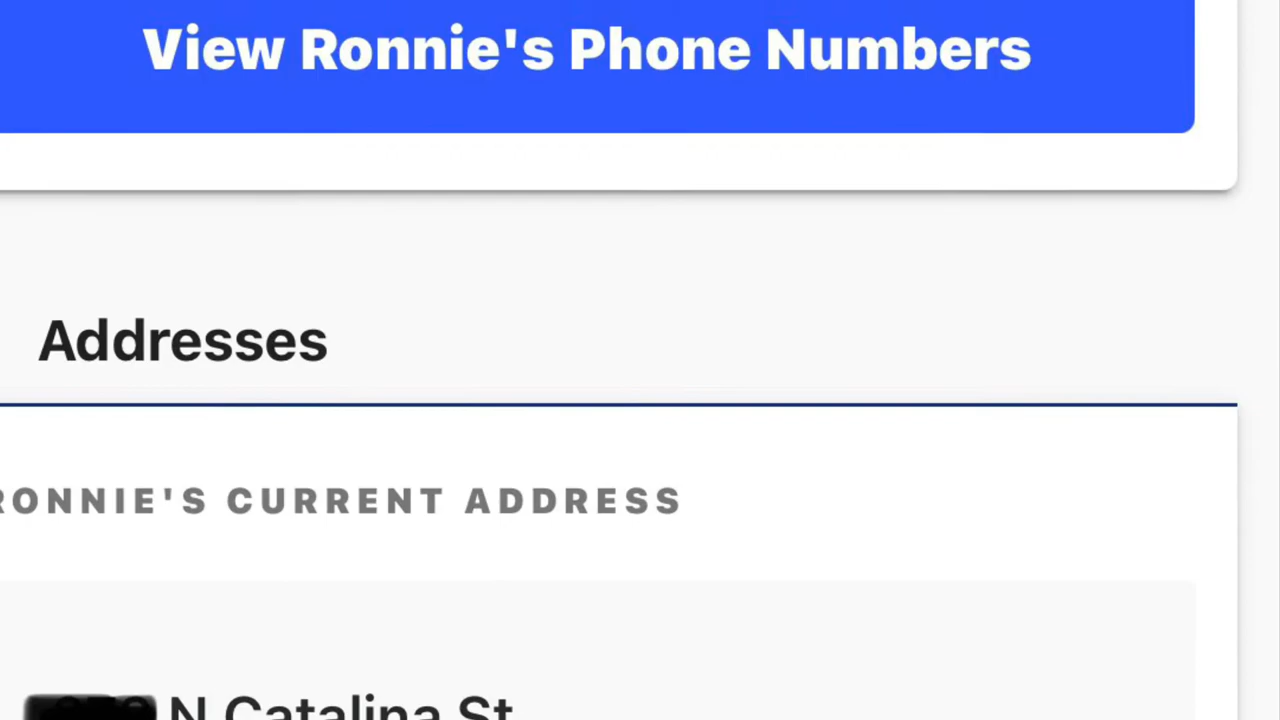 View Ronnie's Phone Numbers
Addresses
RONNIE'S CURRENT ADDRESS
N Catalina St